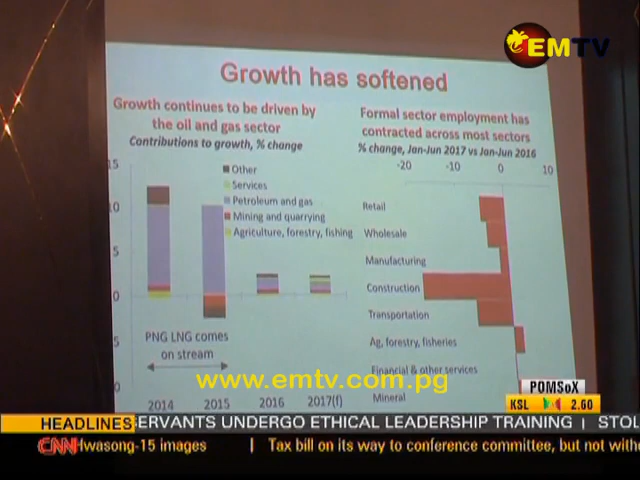 EMTV
Growth has softened
Growth continues to be driven by
the oil and gas sector
Contributions to growth, % change
15
10
5
0
5
0
Other
Services
Petroleum and gas
Mining and quarrying
Agriculture, forestry, fishing
PNG LNG comes
on stream
2014 2015 2016 2017(f)
Formal sector employment has
contracted across most sectors
% change, Jan-Jun 2017 vs Jan-Jun 2016
-20 -10 0 10
Retail
Wholesale
Manufacturing
Construction
Transportation
Ag, forestry, fisheries
Financial & other services
Mineral
www.emtv.com.pg
POMSoX
KSL 2.60
HEADLINES ERVANTS UNDERGO ETHICAL LEADERSHIP TRAINING | STOL
CNN Hwasong-15 images | Tax bill on its way to conference committee, but not witho